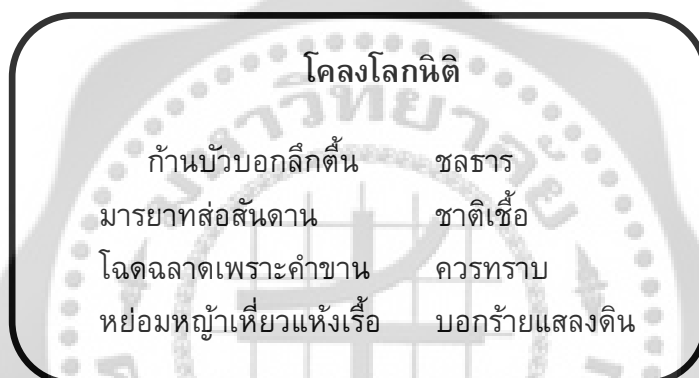 โคลงโลกนิติ
ก้านบัวบอกลึกตื้น ชลธาร
มารยาทส่อสันดาน ชาติเชื้อ
โฉดฉลาดเพราะคำขาน ควรทราบ
หย่อมหญ้าเหี่ยวแห้งเรื้อ บอกร้ายแสลงดิน